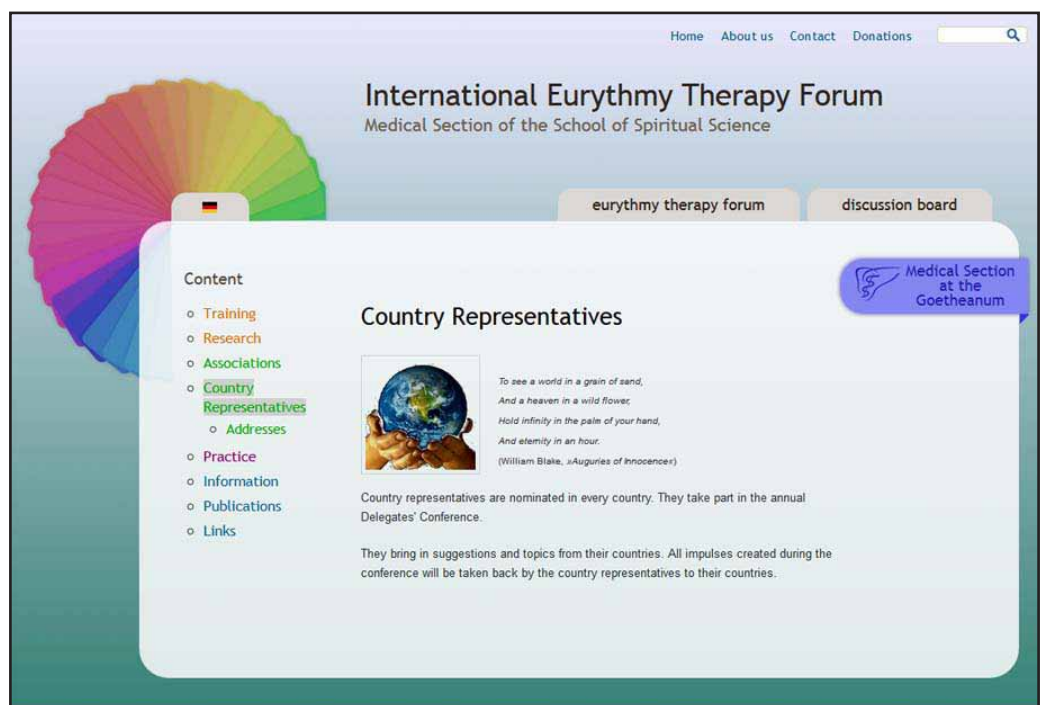 Home About us Contact Donations
International Eurythmy Therapy Forum
Medical Section of the School of Spiritual Science
eurythmy therapy forum
discussion board
Medical Section
at the
Goetheanum
Content
Training
Research
Associations
Country
Representatives
Addresses
Practice
Information
Publications
Links
Country Representatives
To see a world in a grain of sand,
And a heaven in a wild flower,
Hold infinity in the palm of your hand,
And eternity in an hour.
(William Blake, »Auguries of Innocence«)
Country representatives are nominated in every country. They take part in the annual
Delegates' Conference.
They bring in suggestions and topics from their countries. All impulses created during the
conference will be taken back by the country representatives to their countries.